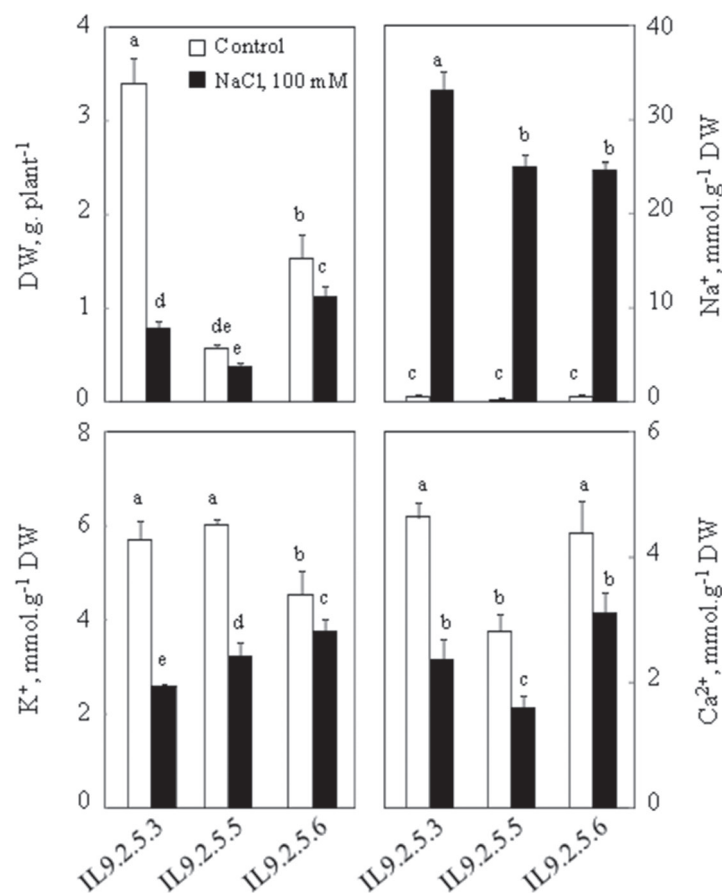 DW, g. plant-1
4
3
2
1
0
Control
NaCl, 100 mM
a
d
de
e
b
c
Na+, mmol.g-1 DW
40
30
20
10
0
c
a
c
b
c
b
K+, mmol.g-1 DW
8
6
4
2
0
a
e
a
d
b
c
Ca2+, mmol.g-1 DW
6
4
2
0
a
b
b
c
a
b
IL9.2.5.3
IL9.2.5.5
IL9.2.5.6
IL9.2.5.3
IL9.2.5.5
IL9.2.5.6